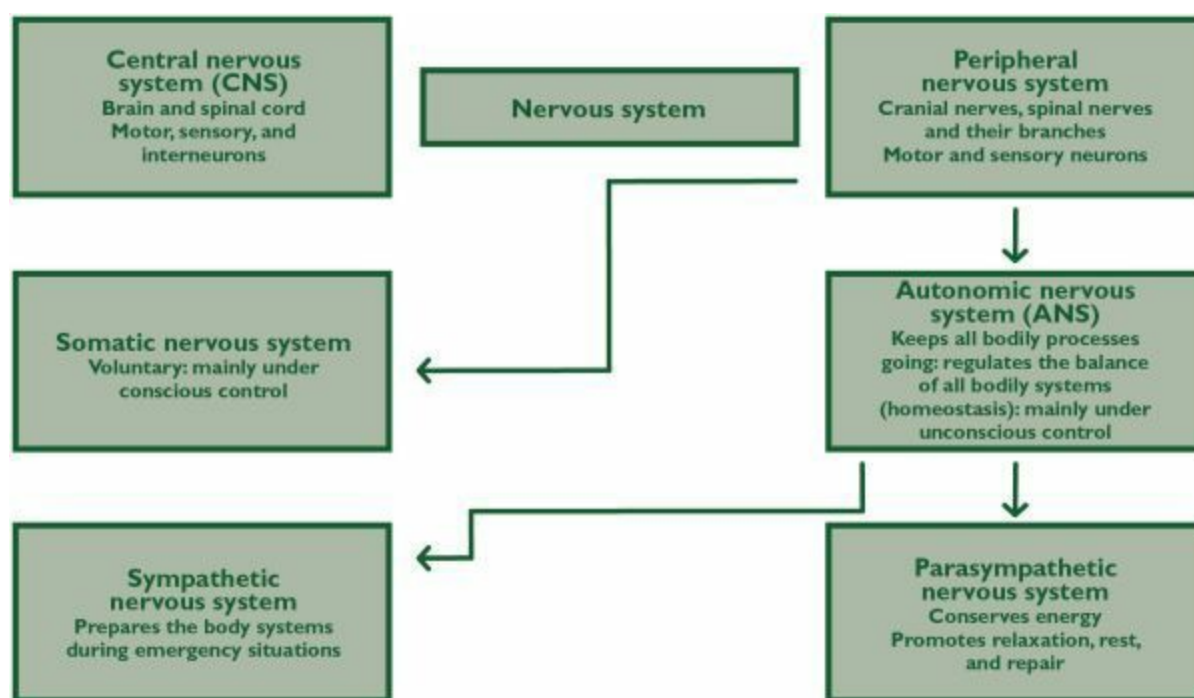 Central nervous
system (CNS)
Brain and spinal cord
Motor, sensory, and
interneurons
Nervous system
Peripheral
nervous system
Cranial nerves, spinal nerves
and their branches
Motor and sensory neurons
Somatic nervous system
Voluntary: mainly under
conscious control
Autonomic nervous
system (ANS)
Keeps all bodily processes
going: regulates the balance
of all bodily systems
(homeostasis): mainly under
unconscious control
Sympathetic
nervous system
Prepares the body systems
during emergency situations
Parasympathetic
nervous system
Conserves energy
Promotes relaxation, rest,
and repair